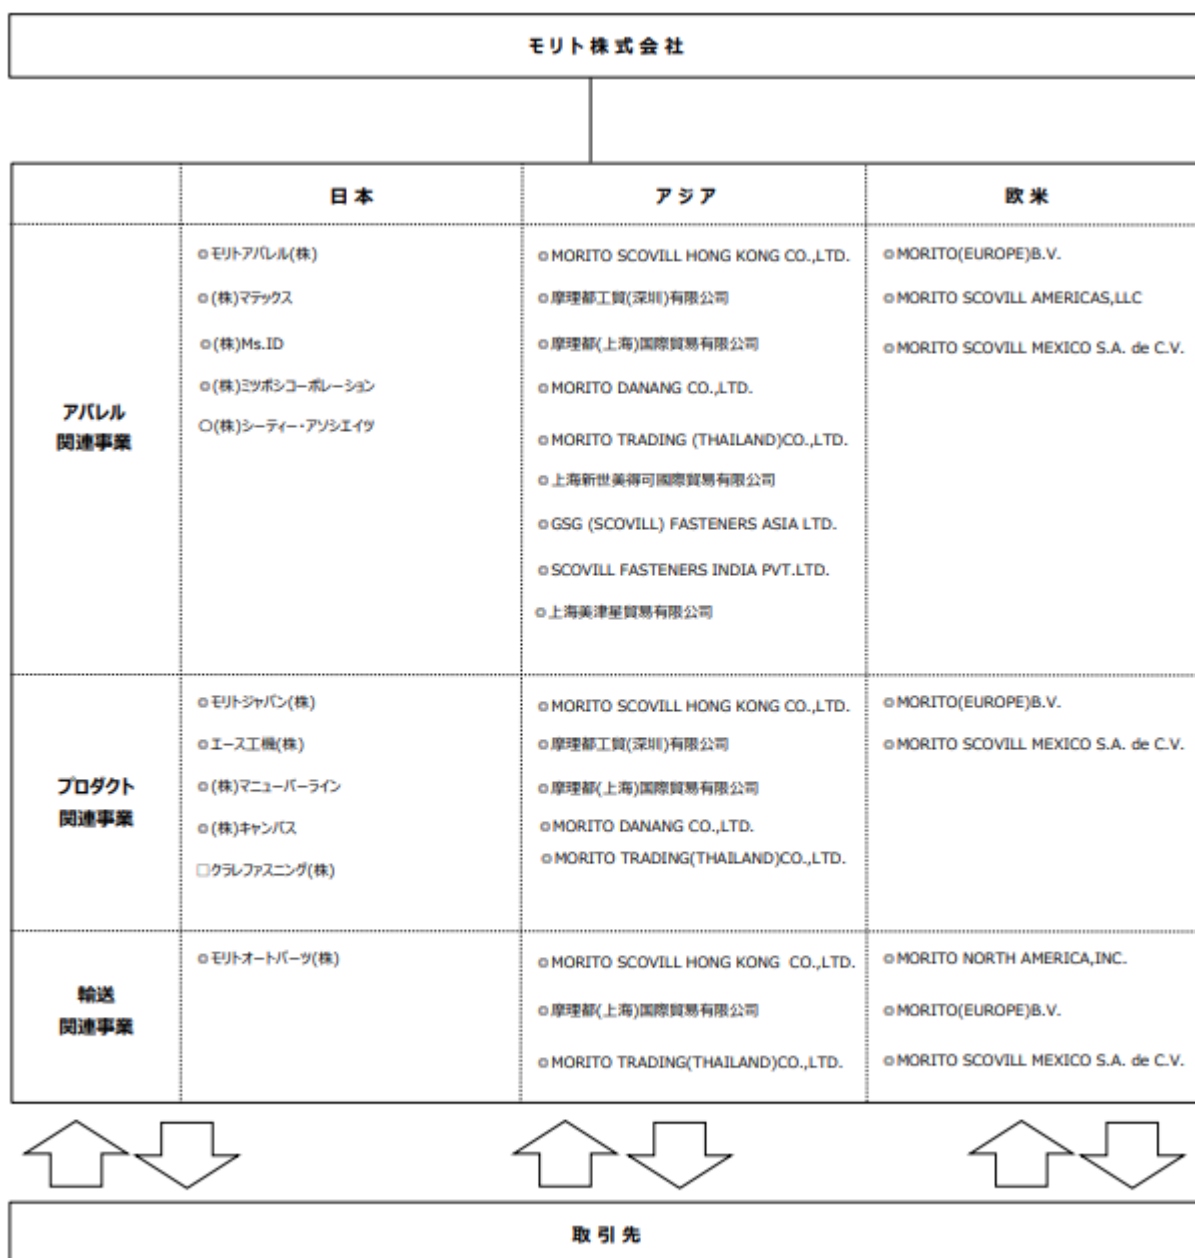 モリト株式会社
日本 アジア 欧米
アパレル
関連事業
◎モリトアパレル(株)
◎(株)マテックス
◎(株)Ms.ID
◎(株)ミツボシコーポレーション
○(株)シーティー・アソシエイツ
◎MORITO SCOVILL HONG KONG CO.,LTD.
◎摩理都工貿(深圳)有限公司
◎摩理都(上海)国際貿易有限公司
◎MORITO DANANG CO.,LTD.
◎MORITO TRADING (THAILAND)CO.,LTD.
◎上海新世美得可國際貿易有限公司
◎GSG (SCOVILL) FASTENERS ASIA LTD.
◎SCOVILL FASTENERS INDIA PVT.LTD.
◎上海美津星貿易有限公司
◎MORITO(EUROPE)B.V.
◎MORITO SCOVILL AMERICAS,LLC
◎MORITO SCOVILL MEXICO S.A. de C.V.
プロダクト
関連事業
◎モリトジャパン(株)
◎エース工機(株)
◎(株)マニューバーライン
◎(株)キャンバス
□クラレファスニング(株)
◎MORITO SCOVILL HONG KONG CO.,LTD.
◎摩理都工貿(深圳)有限公司
◎摩理都(上海)国際貿易有限公司
◎MORITO DANANG CO.,LTD.
◎MORITO TRADING(THAILAND)CO.,LTD.
◎MORITO(EUROPE)B.V.
◎MORITO SCOVILL MEXICO S.A. de C.V.
輸送
関連事業
◎モリトオートパーツ(株)
◎MORITO SCOVILL HONG KONG CO.,LTD.
◎摩理都(上海)国際貿易有限公司
◎MORITO TRADING(THAILAND)CO.,LTD.
◎MORITO NORTH AMERICA,INC.
◎MORITO(EUROPE)B.V.
◎MORITO SCOVILL MEXICO S.A. de C.V.
取引先